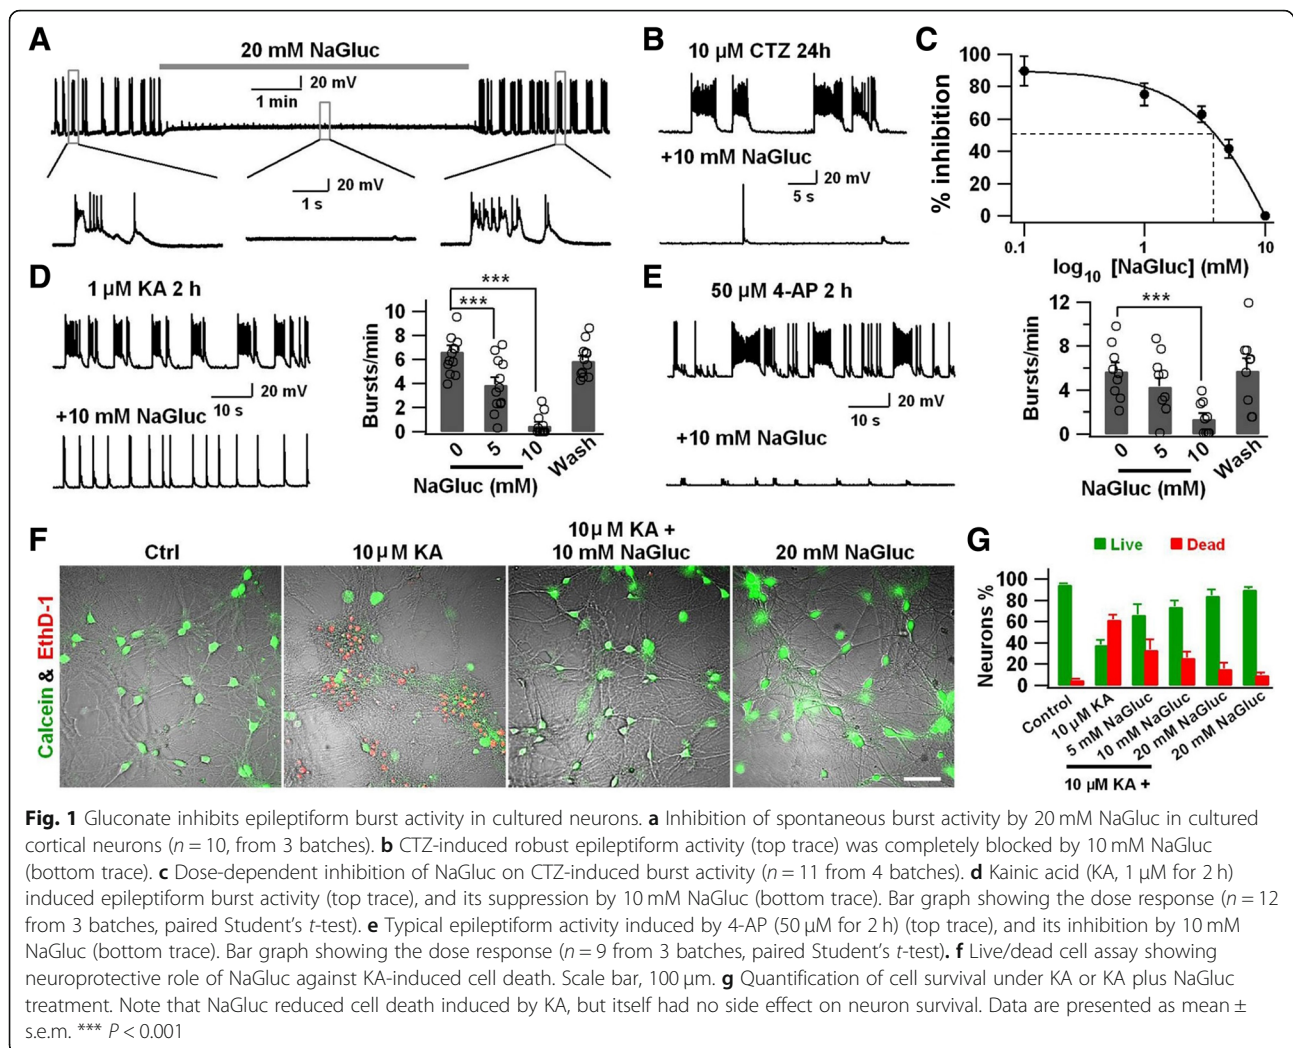 A
20 mM NaGluc
20 mV
1 min
20 mV
1 s
B
10 µM CTZ 24h
+10 mM NaGluc
20 mV
5 s
C
% inhibition
100
80
60
40
20
0
0.1
1
10
log10 [NaGluc] (mM)
D
1 µM KA 2 h
20 mV
10 s
+10 mM NaGluc
Bursts/min
10
8
6
4
2
0
***
***
0
5
10
Wash
NaGluc (mM)
E
50 µM 4-AP 2 h
20 mV
10 s
+10 mM NaGluc
Bursts/min
12
8
4
0
***
0
5
10
Wash
NaGluc (mM)
F
Calcein & EthD-1
Ctrl
10 µM KA
10 µM KA +
10 mM NaGluc
20 mM NaGluc
G
Live
Dead
Neurons %
100
80
60
40
20
0
Control
10 µM KA
5 mM NaGluc
10 mM NaGluc
20 mM NaGluc
20 mM NaGluc
10 µM KA +
Fig. 1 Gluconate inhibits epileptiform burst activity in cultured neurons. a Inhibition of spontaneous burst activity by 20 mM NaGluc in cultured
cortical neurons (n = 10, from 3 batches). b CTZ-induced robust epileptiform activity (top trace) was completely blocked by 10 mM NaGluc
(bottom trace). c Dose-dependent inhibition of NaGluc on CTZ-induced burst activity (n = 11 from 4 batches). d Kainic acid (KA, 1 µM for 2 h)
induced epileptiform burst activity (top trace), and its suppression by 10 mM NaGluc (bottom trace). Bar graph showing the dose response (n = 12
from 3 batches, paired Student's t-test). e Typical epileptiform activity induced by 4-AP (50 µM for 2 h) (top trace), and its inhibition by 10 mM
NaGluc (bottom trace). Bar graph showing the dose response (n = 9 from 3 batches, paired Student's t-test). f Live/dead cell assay showing
neuroprotective role of NaGluc against KA-induced cell death. Scale bar, 100 µm. g Quantification of cell survival under KA or KA plus NaGluc
treatment. Note that NaGluc reduced cell death induced by KA, but itself had no side effect on neuron survival. Data are presented as mean ±
s.e.m. *** P < 0.001